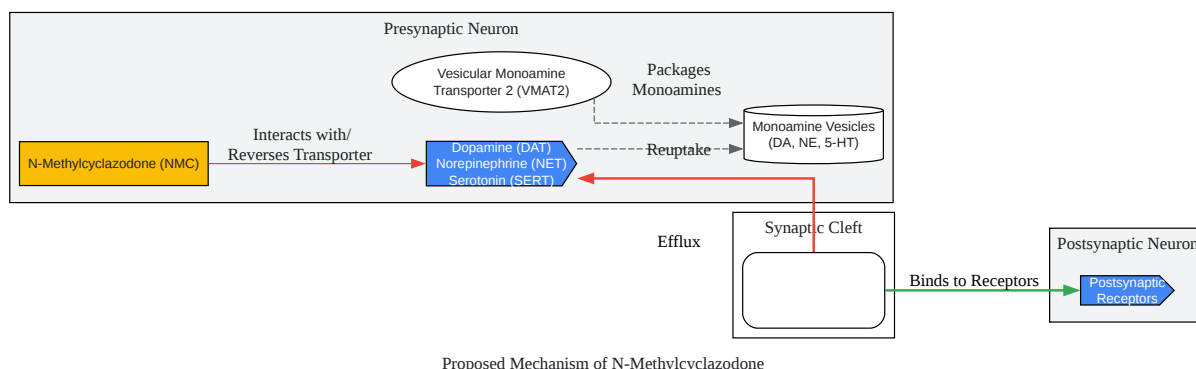 Presynaptic Neuron
Vesicular Monoamine
Transporter 2 (VMAT2)
Packages
Monoamines
Monoamine Vesicles
(DA, NE, 5-HT)
Interacts with/
Reverses Transporter
N-Methylcyclazodone (NMC)
Dopamine (DAT)
Norepinephrine (NET)
Serotonin (SERT)
Reuptake
Efflux
Synaptic Cleft
Binds to Receptors
Postsynaptic Neuron
Postsynaptic
Receptors
Proposed Mechanism of N-Methylcyclazodone